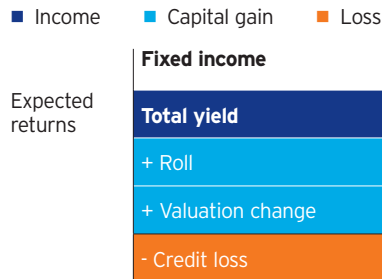 Income Capital gain Loss
Fixed income
Expected
returns
Total yield
+ Roll
+ Valuation change
- Credit loss